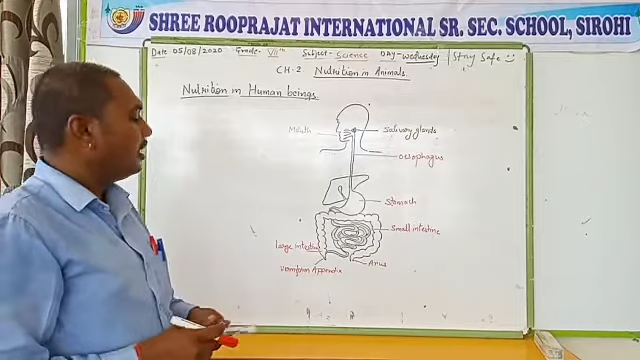 SHREE ROOPRAJAT INTERNATIONAL SR. SEC. SCHOOL, SIROHI
Date 05/08/2020 Grade- VIIth Subject- Science DAY- Wednesday Stay Safe
CH-2 Nutrition in Animals.
Nutrition in Human beings.
Mouth
Salivary glands
Oesophagus
Stomach
Small intestine
Large intestine
Vermiform Appendix
Anus